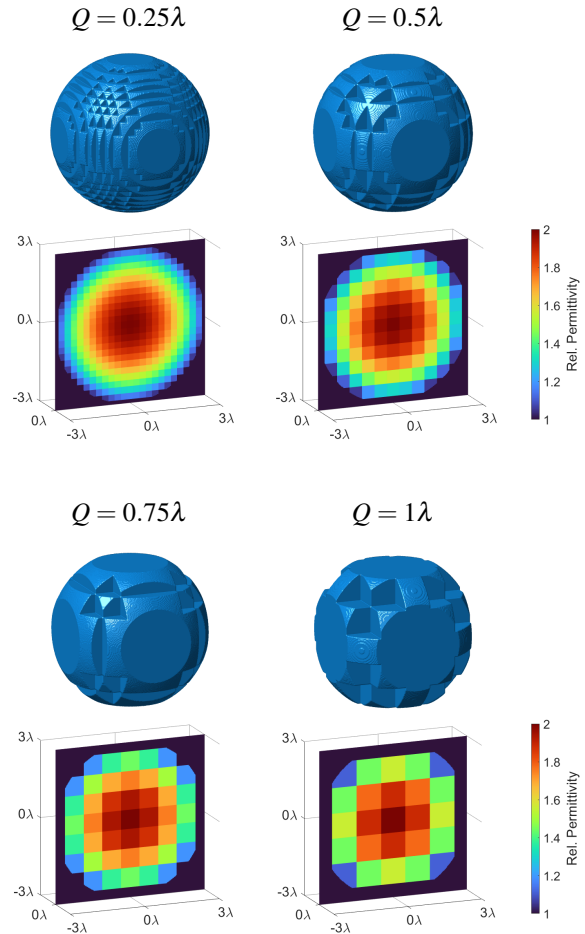 Q = 0.25λ
Q = 0.5λ
3λ
0λ
-3λ
0λ
-3λ
0λ
3λ
3λ
0λ
-3λ
0λ
-3λ
0λ
3λ
2
1.8
1.6
1.4
1.2
1
Rel. Permittivity
Q = 0.75λ
Q = 1λ
3λ
0λ
-3λ
0λ
-3λ
0λ
3λ
3λ
0λ
-3λ
0λ
-3λ
0λ
3λ
2
1.8
1.6
1.4
1.2
1
Rel. Permittivity